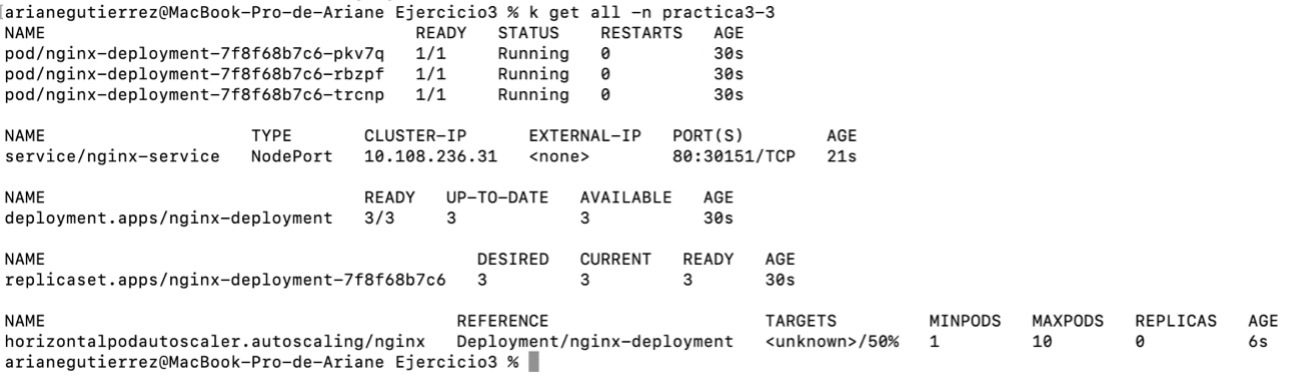 arianegutierrez@MacBook-Pro-de-Ariane Ejercicio3 % k get all -n practica3-3
NAME READY STATUS RESTARTS AGE
pod/nginx-deployment-7f8f68b7c6-pkv7q 1/1 Running 0 30s
pod/nginx-deployment-7f8f68b7c6-rbzpf 1/1 Running 0 30s
pod/nginx-deployment-7f8f68b7c6-trcnp 1/1 Running 0 30s
NAME TYPE CLUSTER-IP EXTERNAL-IP PORT(S) AGE
service/nginx-service NodePort 10.108.236.31 <none> 80:30151/TCP 21s
NAME READY UP-TO-DATE AVAILABLE AGE
deployment.apps/nginx-deployment 3/3 3 3 30s
NAME DESIRED CURRENT READY AGE
replicaset.apps/nginx-deployment-7f8f68b7c6 3 3 3 30s
NAME REFERENCE TARGETS MINPODS MAXPODS REPLICAS AGE
horizontalpodautoscaler.autoscaling/nginx Deployment/nginx-deployment <unknown>/50% 1 10 0 6s
arianegutierrez@MacBook-Pro-de-Ariane Ejercicio3 %